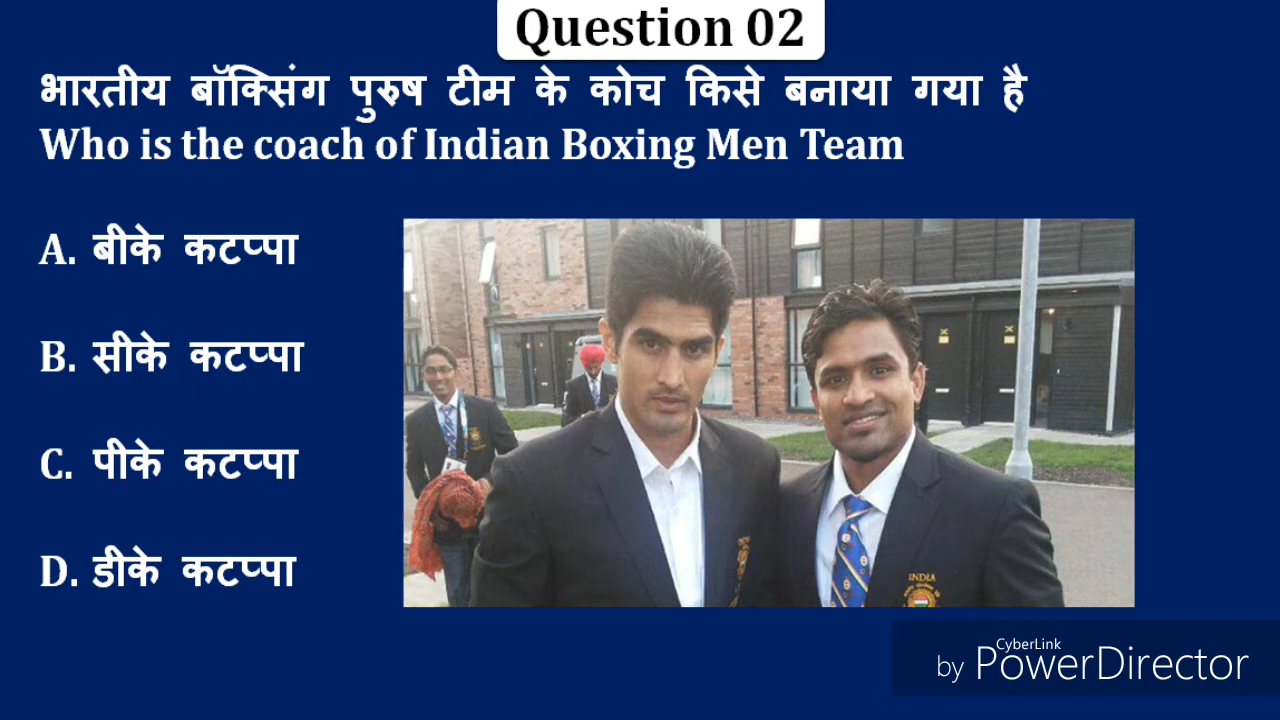 Question 02
भारतीय बॉक्सिंग पुरुष टीम के कोच किसे बनाया गया है
Who is the coach of Indian Boxing Men Team
A. बीके कटप्पा
B. सीके कटप्पा
C. पीके कटप्पा
D. डीके कटप्पा
INDIA
by CyberLink PowerDirector